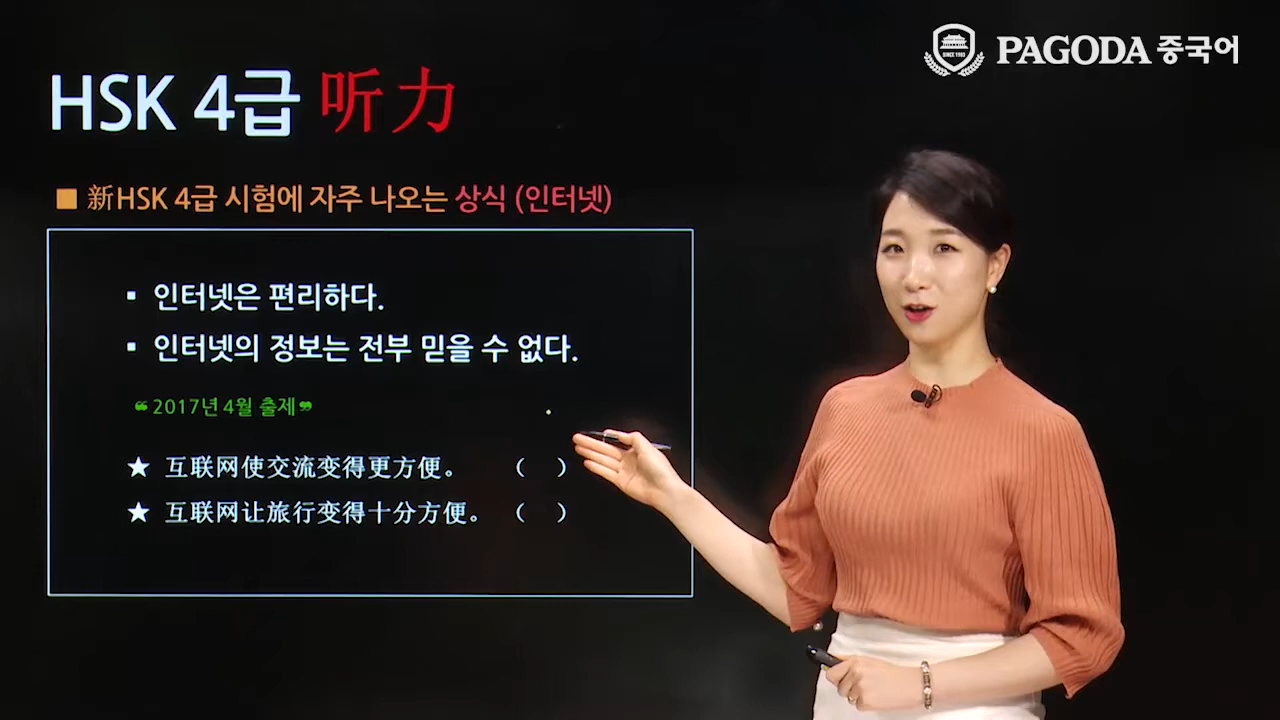 SINCE 1983
PAGODA 중국어
HSK 4급 听力
■ 新HSK 4급 시험에 자주 나오는 상식 (인터넷)
▪ 인터넷은 편리하다.
▪ 인터넷의 정보는 전부 믿을 수 없다.
❝2017년 4월 출제❞
★ 互联网使交流变得更方便。 ( )
★ 互联网让旅行变得十分方便。 ( )